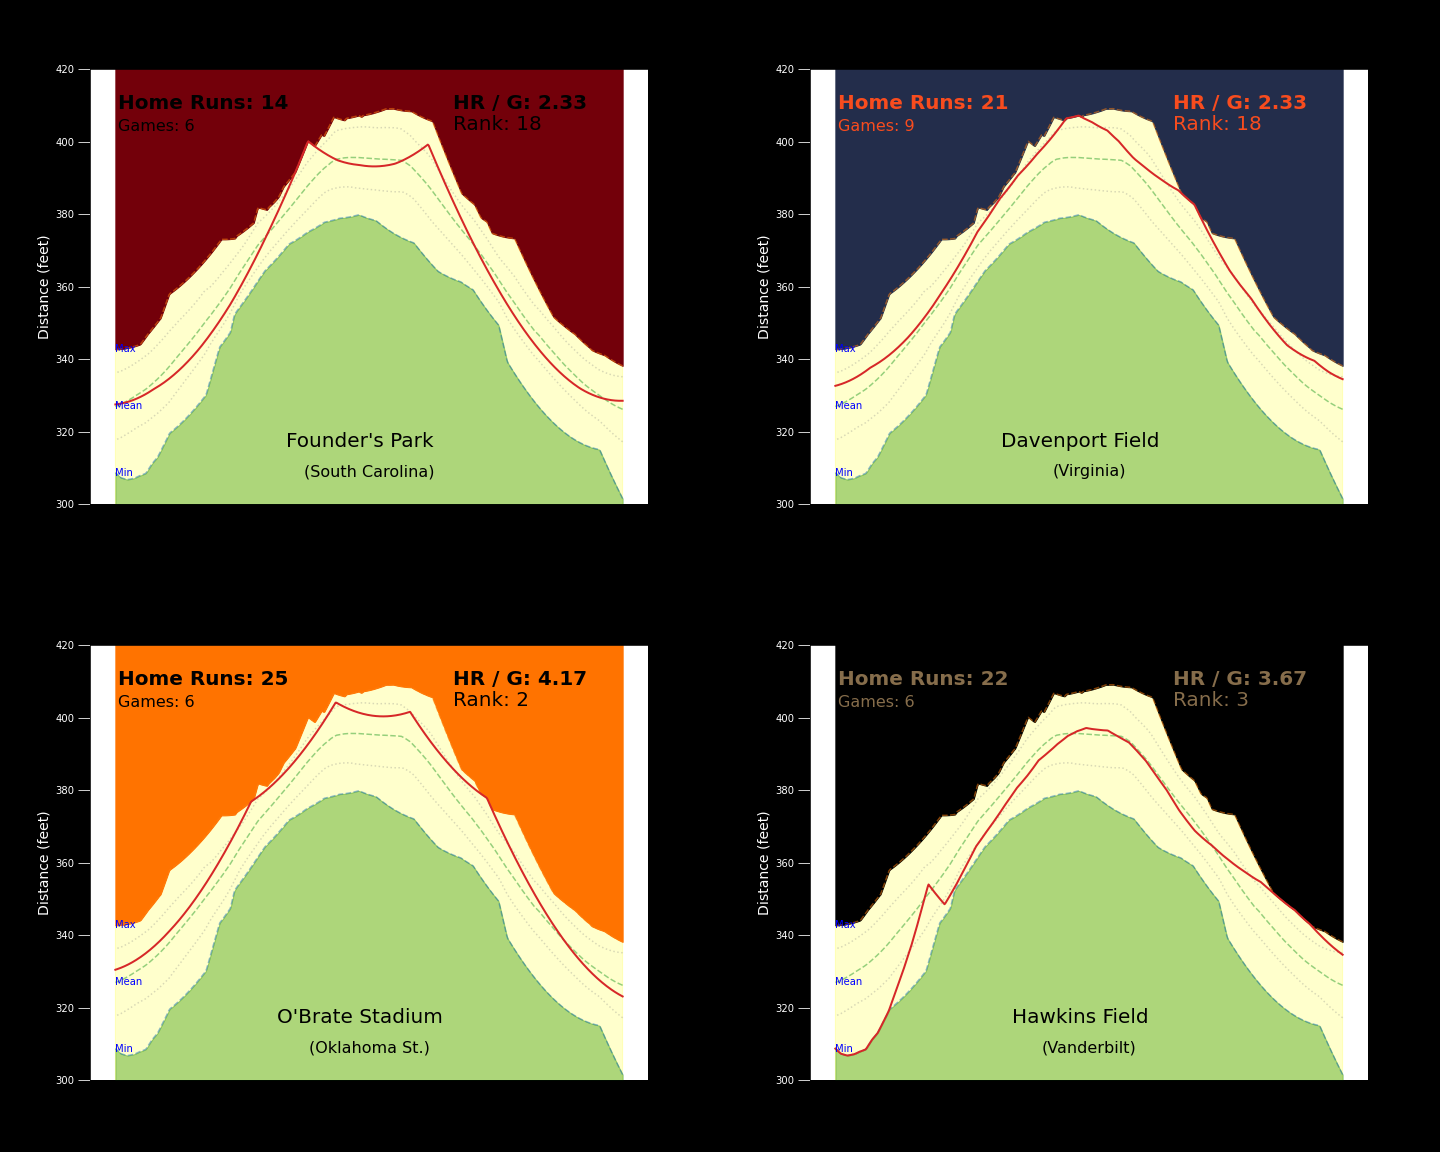 420
400
380
360
340
320
300
Distance (feet)
Home Runs: 14
Games: 6
HR / G: 2.33
Rank: 18
Max
Mean
Min
Founder's Park
(South Carolina)
420
400
380
360
340
320
300
Distance (feet)
Home Runs: 21
Games: 9
HR / G: 2.33
Rank: 18
Max
Mean
Min
Davenport Field
(Virginia)
420
400
380
360
340
320
300
Distance (feet)
Home Runs: 25
Games: 6
HR / G: 4.17
Rank: 2
Max
Mean
Min
O'Brate Stadium
(Oklahoma St.)
420
400
380
360
340
320
300
Distance (feet)
Home Runs: 22
Games: 6
HR / G: 3.67
Rank: 3
Max
Mean
Min
Hawkins Field
(Vanderbilt)